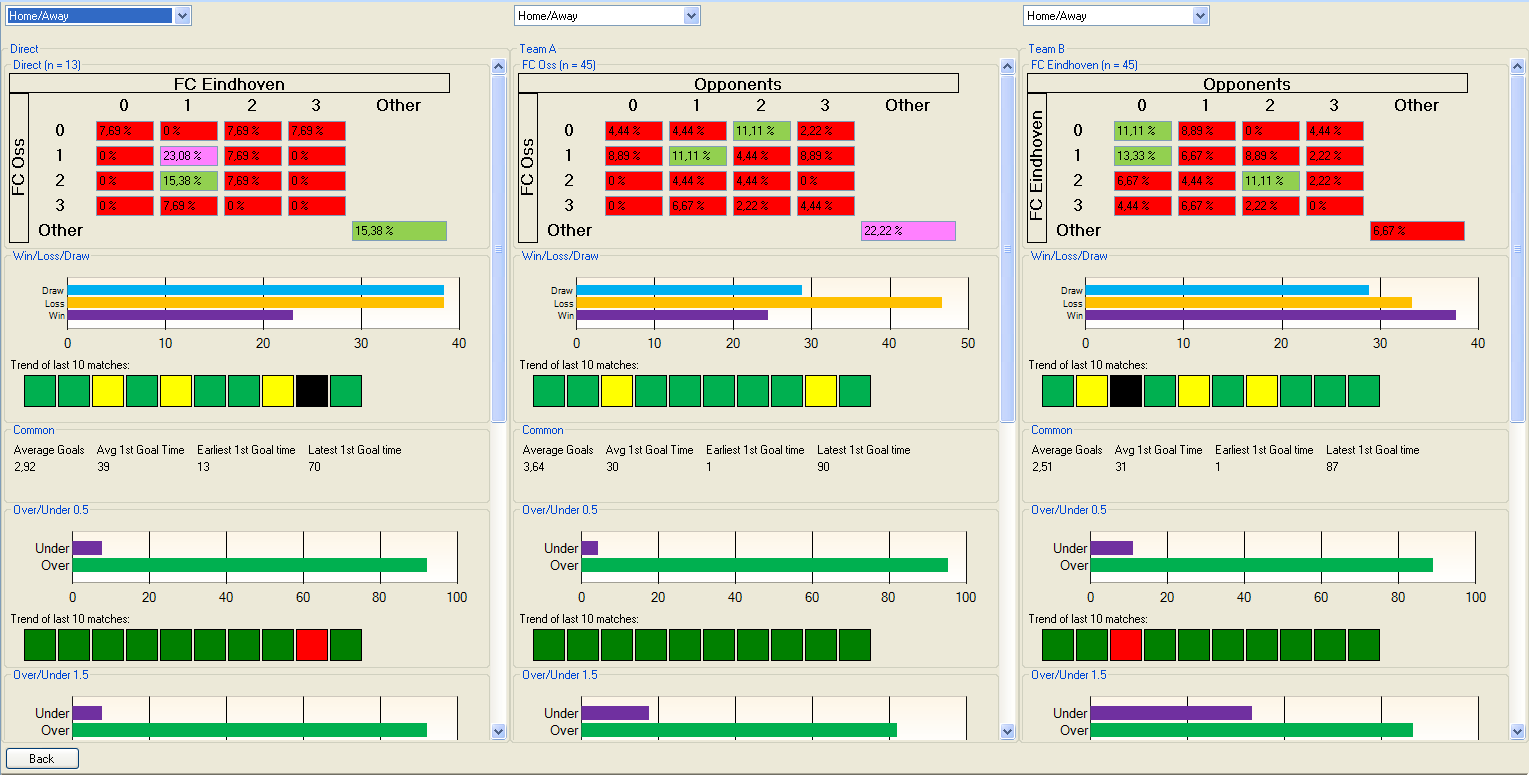 Home/Away
Direct
Direct (n = 13)
FC Eindhoven
0 1 2 3 Other
FC Oss
0 7,69 % 0 % 7,69 % 7,69 %
1 0 % 23,08 % 7,69 % 0 %
2 0 % 15,38 % 7,69 % 0 %
3 0 % 7,69 % 0 % 0 %
Other 15,38 %
Win/Loss/Draw
Draw
Loss
Win
0 10 20 30 40
Trend of last 10 matches:
Common
Average Goals Avg 1st Goal Time Earliest 1st Goal time Latest 1st Goal time
2,92 39 13 70
Over/Under 0.5
Under
Over
0 20 40 60 80 100
Trend of last 10 matches:
Over/Under 1.5
Under
Over
Home/Away
Team A
FC Oss (n = 45)
Opponents
0 1 2 3 Other
FC Oss
0 4,44 % 4,44 % 11,11 % 2,22 %
1 8,89 % 11,11 % 4,44 % 8,89 %
2 0 % 4,44 % 4,44 % 0 %
3 0 % 6,67 % 2,22 % 4,44 %
Other 22,22 %
Win/Loss/Draw
Draw
Loss
Win
0 10 20 30 40 50
Trend of last 10 matches:
Common
Average Goals Avg 1st Goal Time Earliest 1st Goal time Latest 1st Goal time
3,64 30 1 90
Over/Under 0.5
Under
Over
0 20 40 60 80 100
Trend of last 10 matches:
Over/Under 1.5
Under
Over
Home/Away
Team B
FC Eindhoven (n = 45)
Opponents
0 1 2 3 Other
FC Eindhoven
0 11,11 % 8,89 % 0 % 4,44 %
1 13,33 % 6,67 % 8,89 % 2,22 %
2 6,67 % 4,44 % 11,11 % 2,22 %
3 4,44 % 6,67 % 2,22 % 0 %
Other 6,67 %
Win/Loss/Draw
Draw
Loss
Win
0 10 20 30 40
Trend of last 10 matches:
Common
Average Goals Avg 1st Goal Time Earliest 1st Goal time Latest 1st Goal time
2,51 31 1 87
Over/Under 0.5
Under
Over
0 20 40 60 80 100
Trend of last 10 matches:
Over/Under 1.5
Under
Over
Back